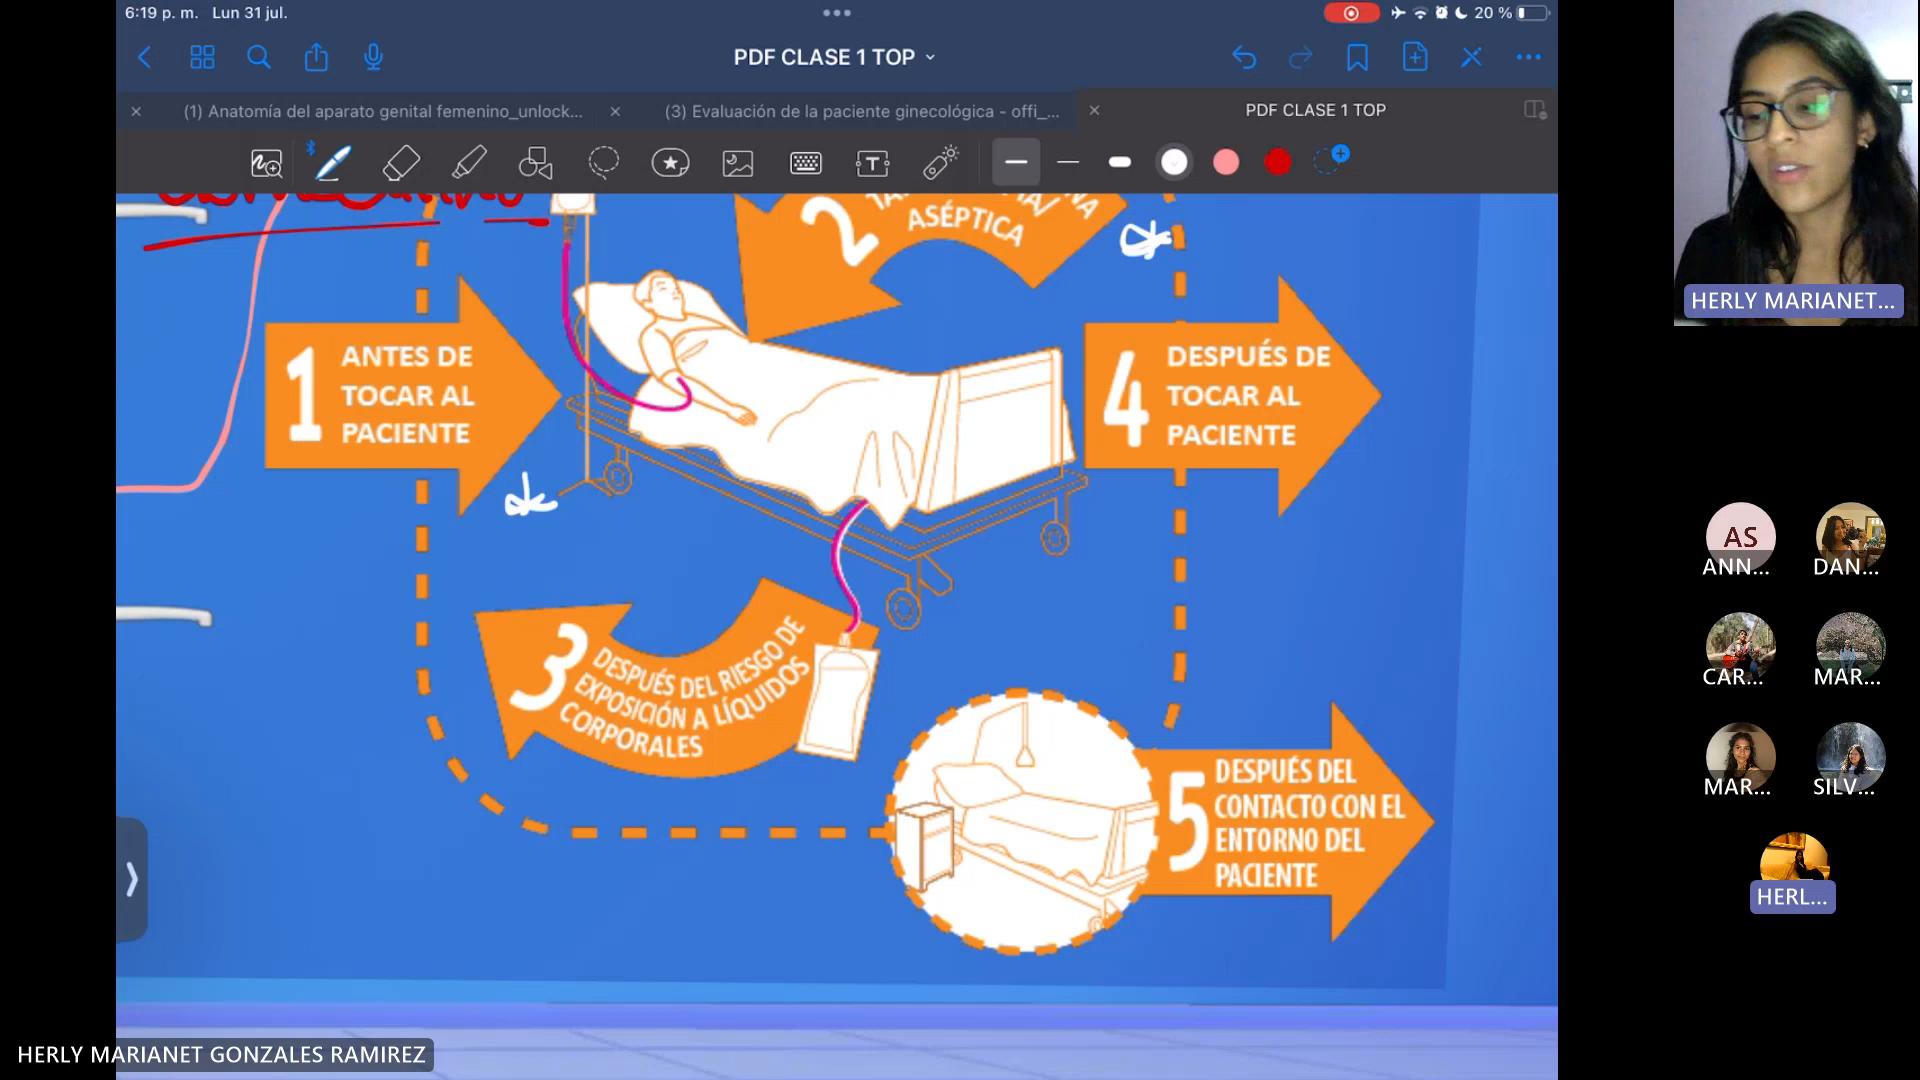 6:19 p. m. Lun 31 jul.
20 %
PDF CLASE 1 TOP
(1) Anatomía del aparato genital femenino_unlock...
(3) Evaluación de la paciente ginecológica - offi_...
PDF CLASE 1 TOP
2
ASÉPTICA
1
ANTES DE
TOCAR AL
PACIENTE
4
DESPUÉS DE
TOCAR AL
PACIENTE
3
DESPUÉS DEL RIESGO DE
EXPOSICIÓN A LÍQUIDOS
CORPORALES
5
DESPUÉS DEL
CONTACTO CON EL
ENTORNO DEL
PACIENTE
HERLY MARIANET...
AS
ANN...
DAN...
CAR...
MAR...
MAR...
SILV...
HERL...
HERLY MARIANET GONZALES RAMIREZ